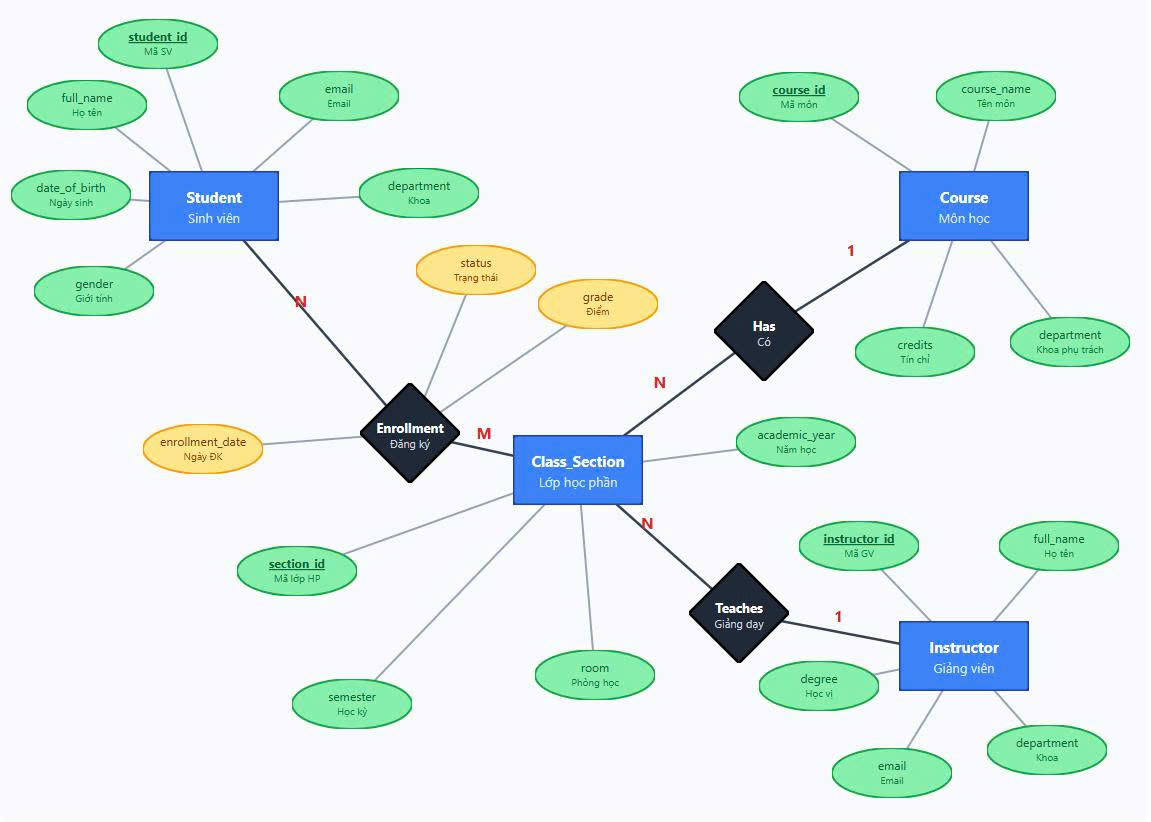 student_id
Mã SV
full_name
Họ tên
email
Email
date_of_birth
Ngày sinh
department
Khoa
gender
Giới tính
Student
Sinh viên
course_id
Mã môn
course_name
Tên môn
Course
Môn học
credits
Tín chỉ
department
Khoa phụ trách
status
Trạng thái
grade
Điểm
enrollment_date
Ngày ĐK
N
Enrollment
Đăng ký
M
1
Has
Có
N
Class_Section
Lớp học phần
academic_year
Năm học
section_id
Mã lớp HP
semester
Học kỳ
room
Phòng học
N
Teaches
Giảng dạy
1
instructor_id
Mã GV
full_name
Họ tên
Instructor
Giảng viên
degree
Học vị
email
Email
department
Khoa